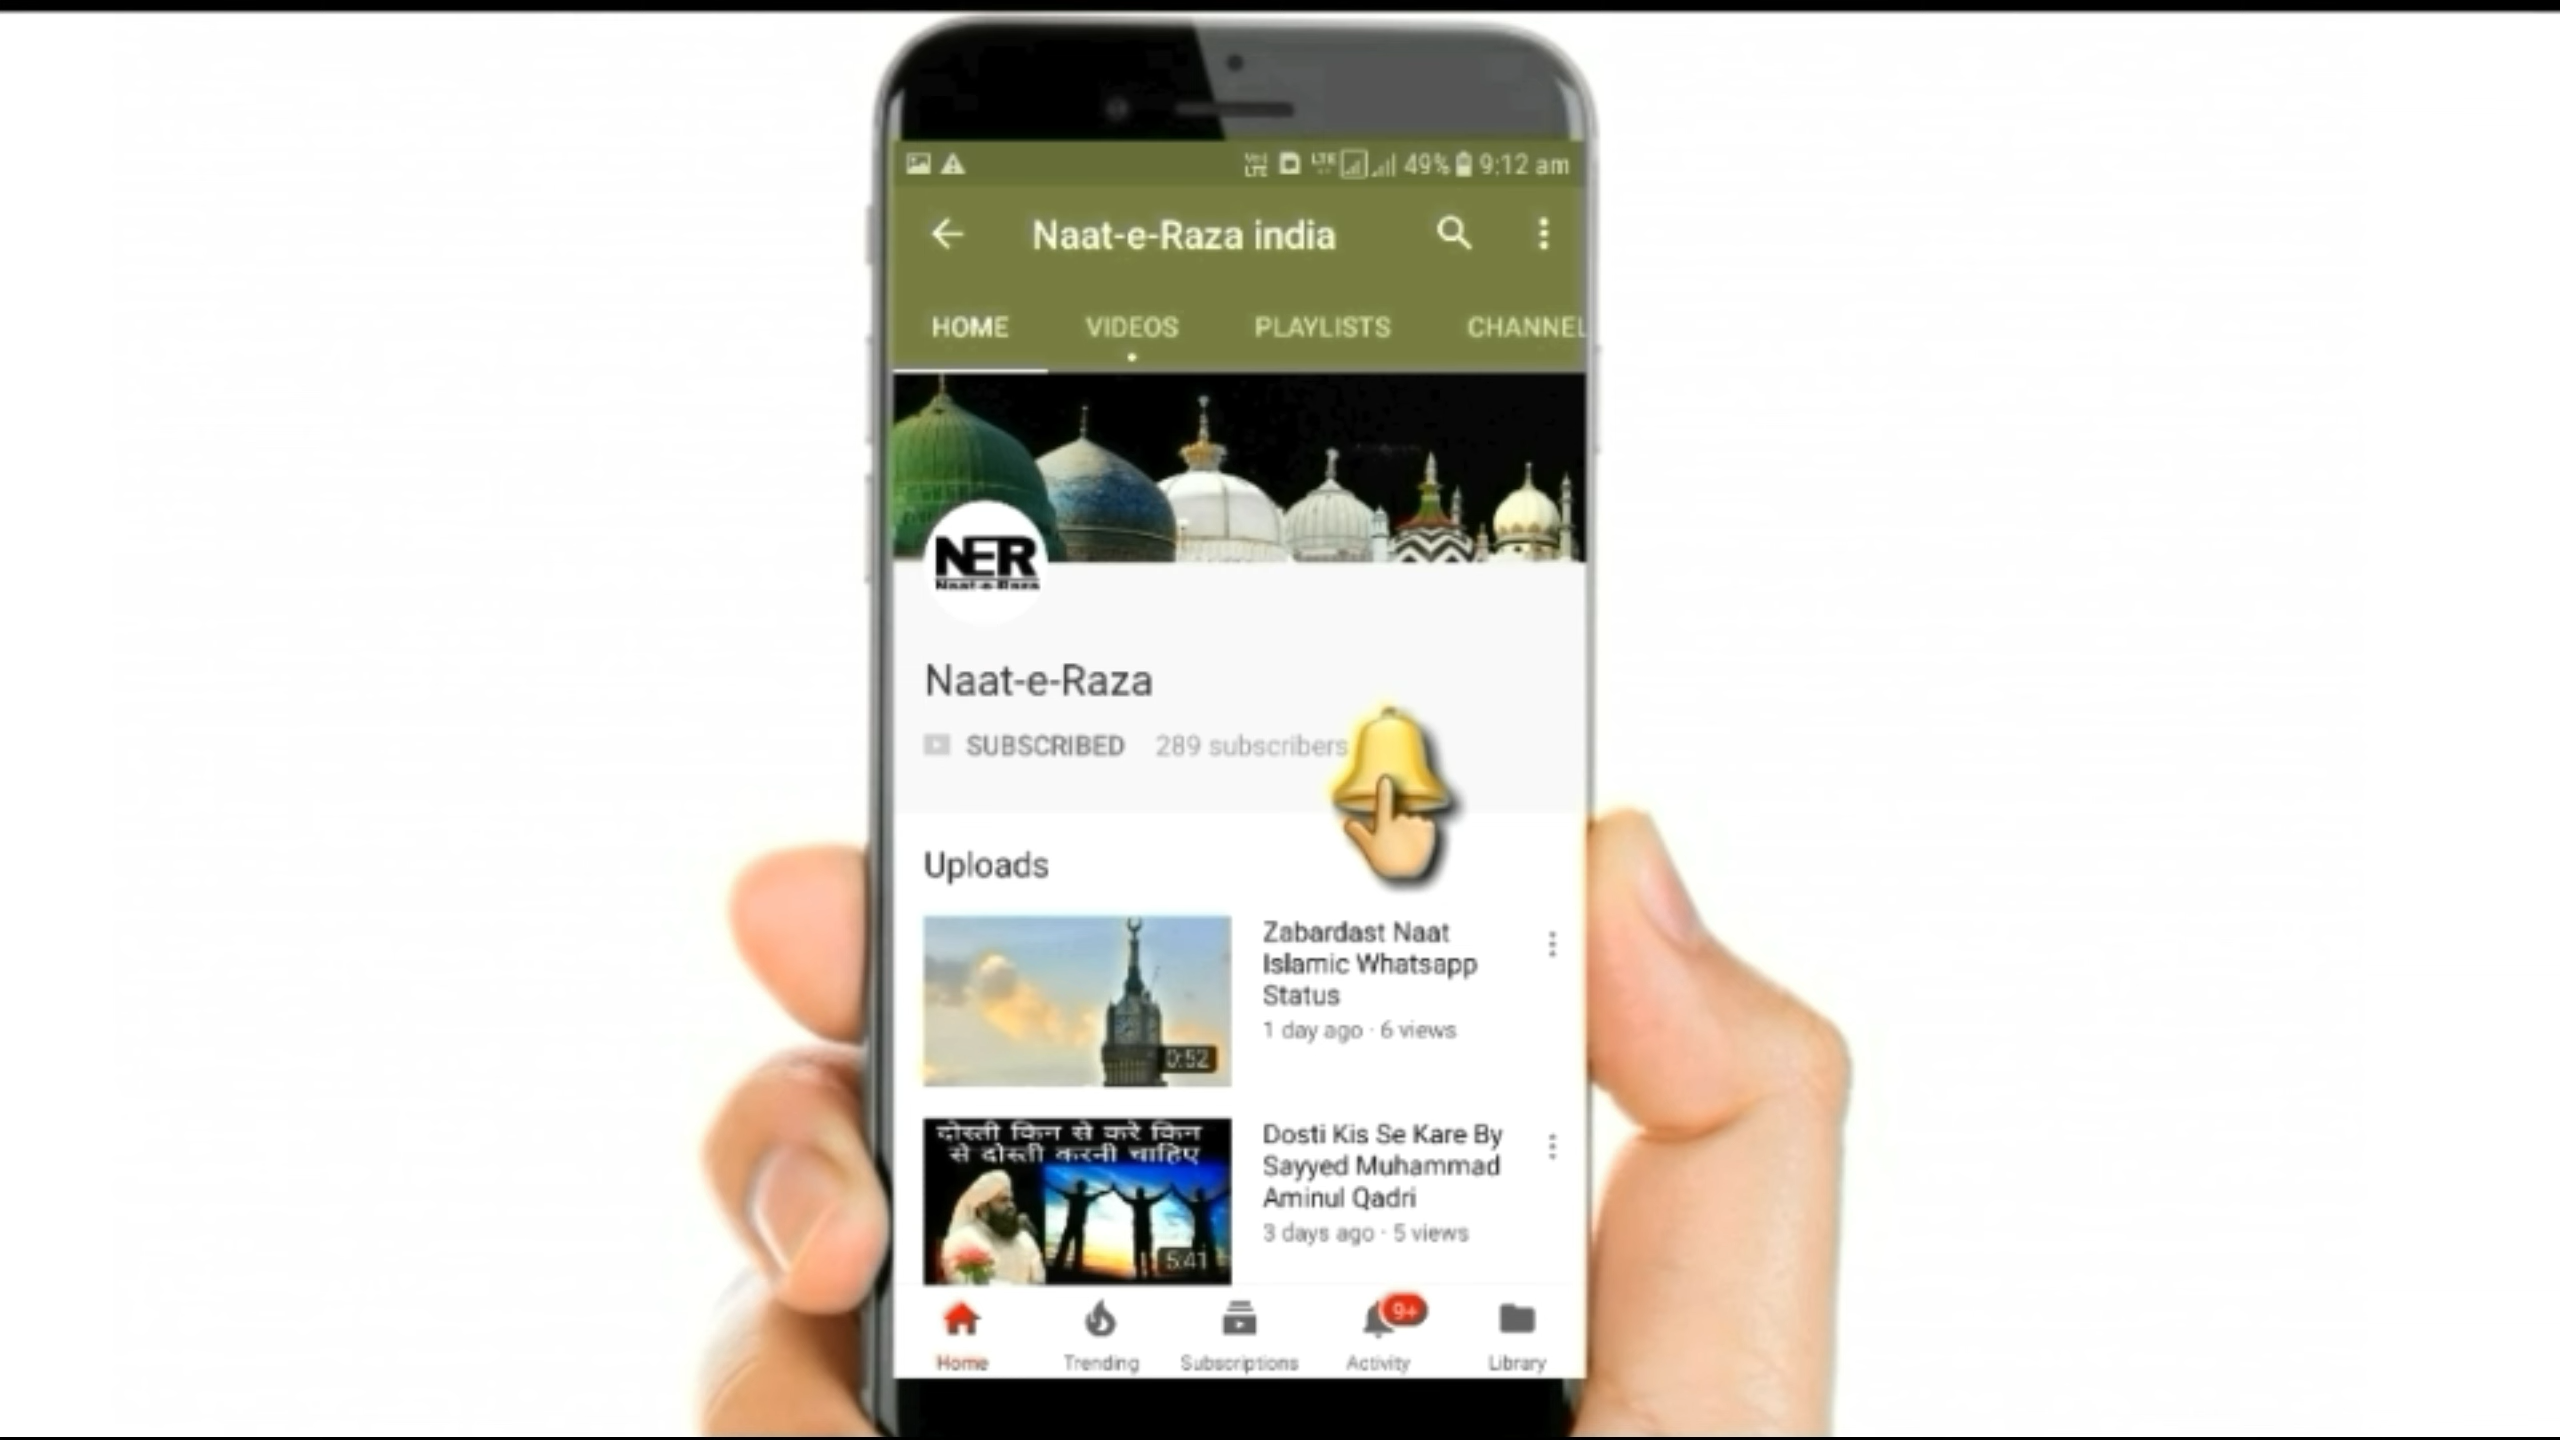 49% 9:12 am
Naat-e-Raza india
HOME VIDEOS PLAYLISTS CHANNEL
NER
Naat-e-Raza
Naat-e-Raza
SUBSCRIBED 289 subscribers
Uploads
Zabardast Naat
Islamic Whatsapp
Status
1 day ago · 6 views
0:52
दोस्ती किन से करे किन
से दोस्ती करनी चाहिए
5:41
Dosti Kis Se Kare By
Sayyed Muhammad
Aminul Qadri
3 days ago · 5 views
9+
Home Trending Subscriptions Activity Library